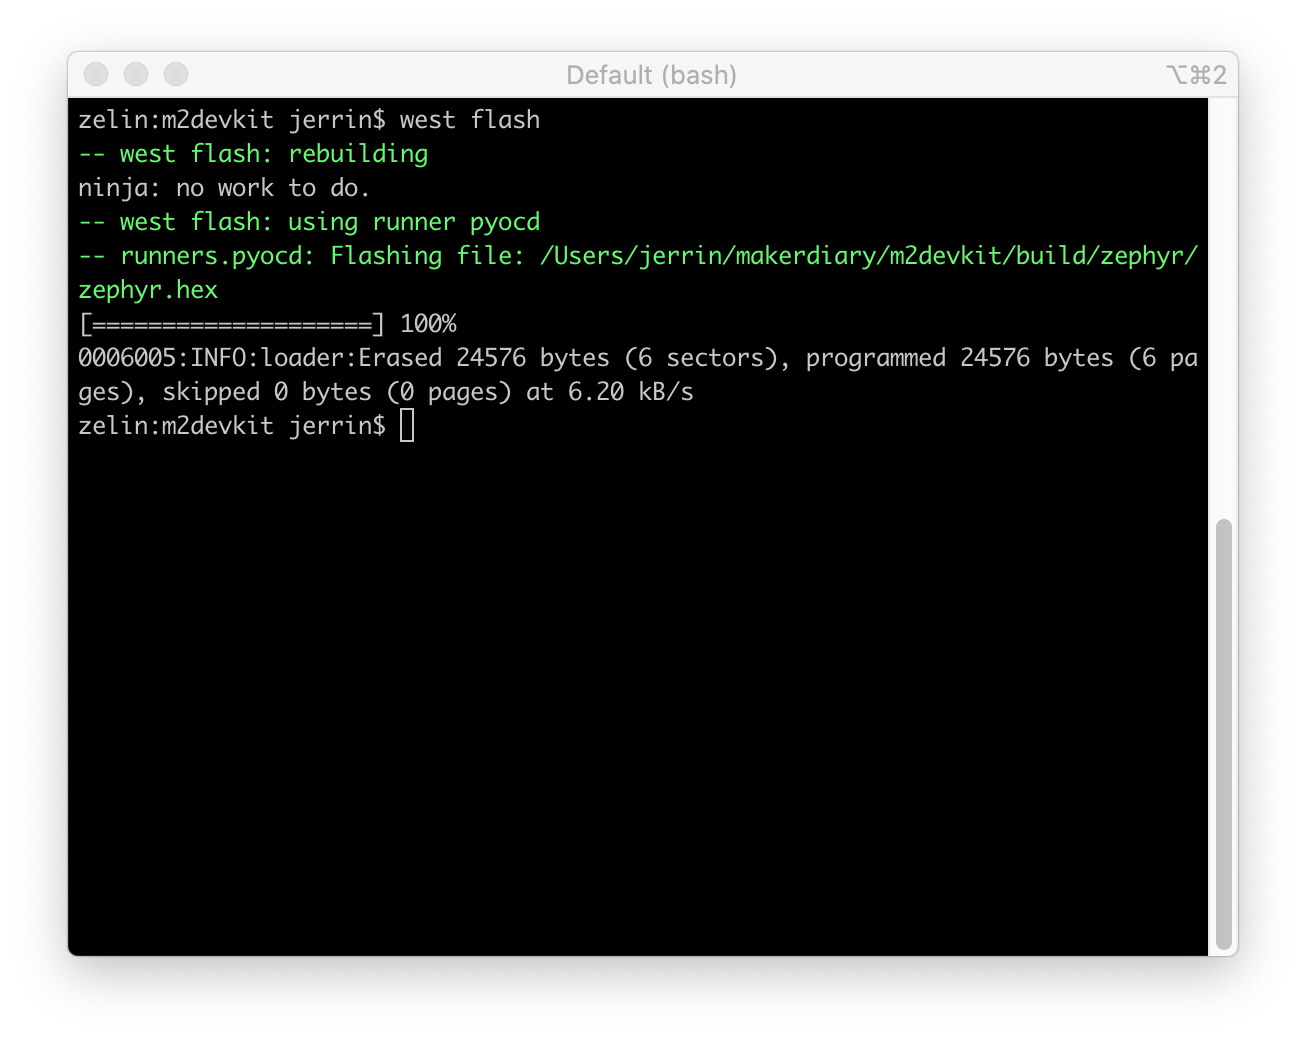 Default (bash)
⌥⌘2
zelin:m2devkit jerrin$ west flash
-- west flash: rebuilding
ninja: no work to do.
-- west flash: using runner pyocd
-- runners.pyocd: Flashing file: /Users/jerrin/makerdiary/m2devkit/build/zephyr/
zephyr.hex
[====================] 100%
0006005:INFO:loader:Erased 24576 bytes (6 sectors), programmed 24576 bytes (6 pa
ges), skipped 0 bytes (0 pages) at 6.20 kB/s
zelin:m2devkit jerrin$